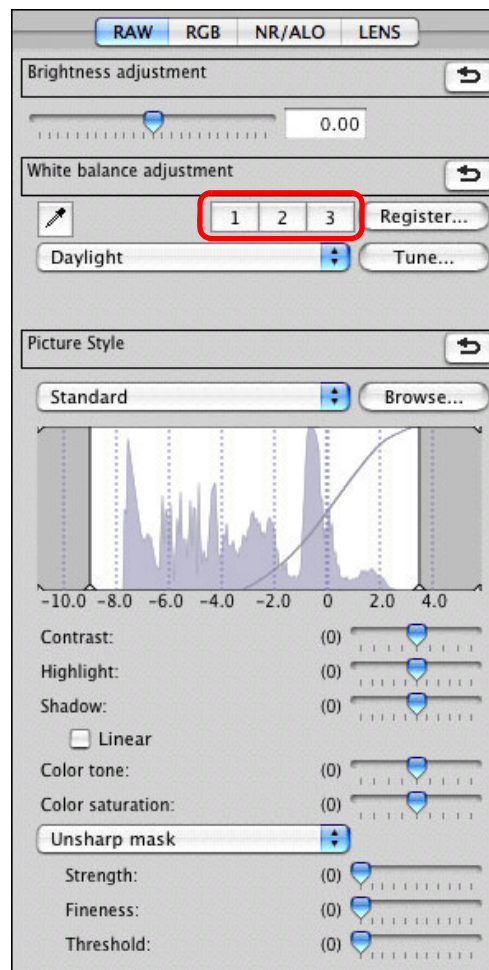 RAW RGB NR/ALO LENS
Brightness adjustment
0.00
White balance adjustment
1 2 3 Register...
Daylight Tune...
Picture Style
Standard Browse...
-10.0 -8.0 -6.0 -4.0 -2.0 0 2.0 4.0
Contrast: (0)
Highlight: (0)
Shadow: (0)
Linear
Color tone: (0)
Color saturation: (0)
Unsharp mask
Strength: (0)
Fineness: (0)
Threshold: (0)